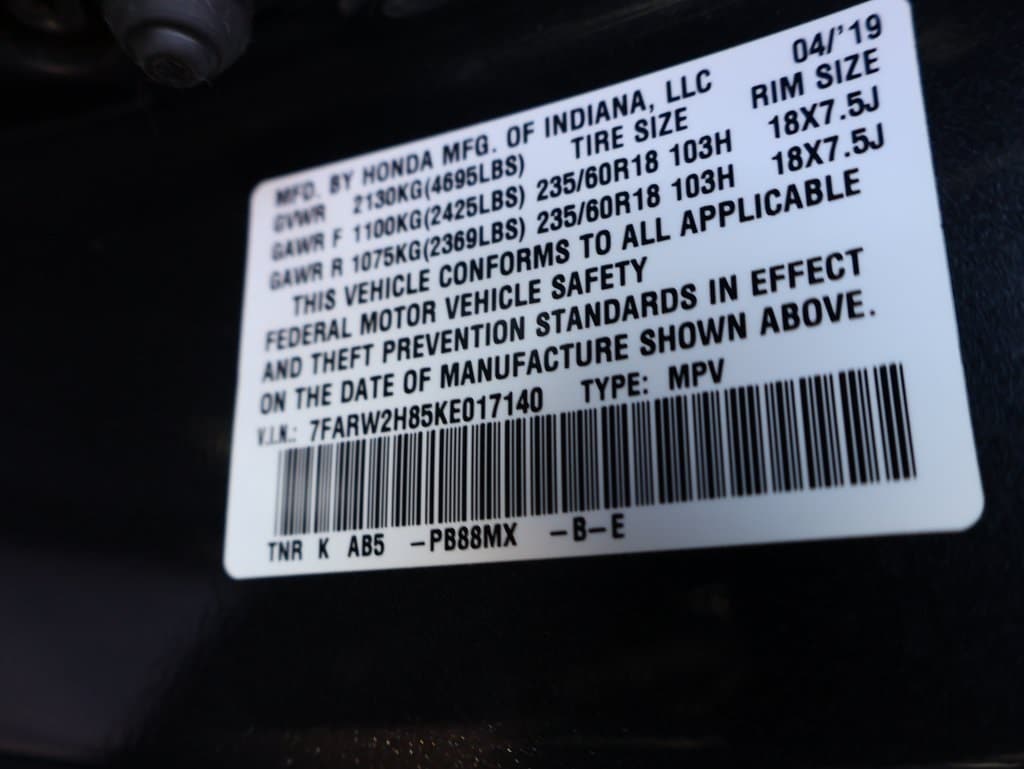 MFD. BY HONDA MFG. OF INDIANA, LLC 04/'19
GVWR 2130KG(4695LBS) TIRE SIZE RIM SIZE
GAWR F 1100KG(2425LBS) 235/60R18 103H 18X7.5J
GAWR R 1075KG(2369LBS) 235/60R18 103H 18X7.5J
THIS VEHICLE CONFORMS TO ALL APPLICABLE
FEDERAL MOTOR VEHICLE SAFETY
AND THEFT PREVENTION STANDARDS IN EFFECT
ON THE DATE OF MANUFACTURE SHOWN ABOVE.
V.I.N.: 7FARW2H85KE017140 TYPE: MPV
TNR K AB5 -PB88MX -B-E